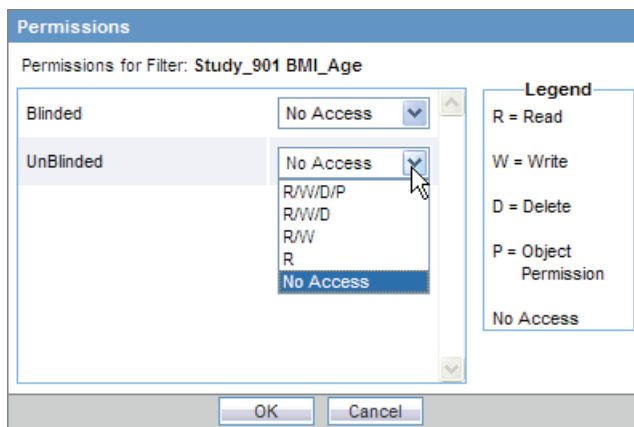 Permissions
Permissions for Filter: Study_901 BMI_Age
Blinded
No Access
UnBlinded
No Access
R/W/D/P
R/W/D
R/W
R
No Access
Legend
R = Read
W = Write
D = Delete
P = Object
Permission
No Access
OK
Cancel